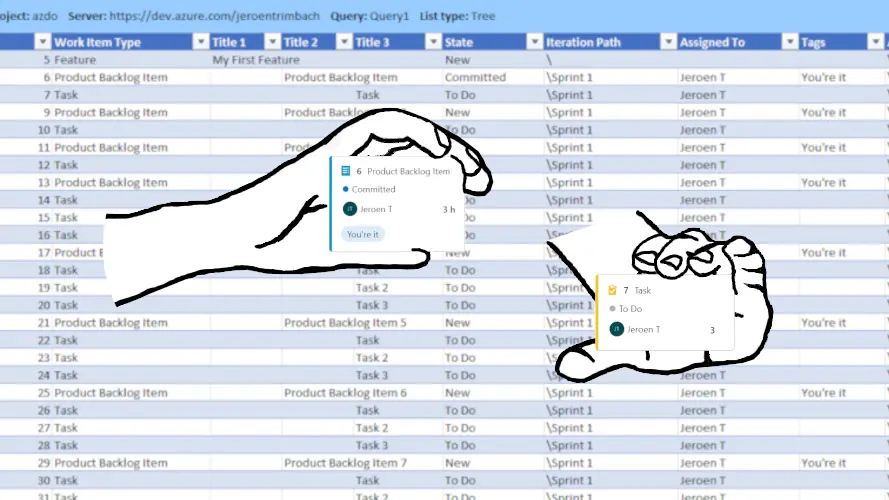 oject: azdo Server: https://dev.azure.com/jeroentrimbach Query: Query1 List type: Tree
Work Item Type Title 1 Title 2 Title 3 State Iteration Path Assigned To Tags
5 Feature My First Feature New \
6 Product Backlog Item Product Backlog Item Committed \Sprint 1 Jeroen T You're it
7 Task Task To Do \Sprint 1 Jeroen T
9 Product Backlog Item Product Backlog New \Sprint 1 Jeroen T You're it
10 Task Do \Sprint 1 Jeroen T
11 Product Backlog Item \Sprint 1 Jeroen T You're it
12 Task \Sprint 1 Jeroen T
13 Product Backlog Item \Sprint 1 Jeroen T You're it
14 Task Do \Sprint 1 Jeroen T
15 Task \Sprint 1 Jeroen T
16 Task
17 Product New You're it
18 Task Task To Do
19 Task Task 2 To Do
20 Task Task 3 To Do
21 Product Backlog Item Product Backlog Item 5 New \Sprint 1 You're it
22 Task Task To Do \Sprint 1
23 Task Task 2 To Do
24 Task Task 3 To Do Jeroen T
25 Product Backlog Item Product Backlog Item 6 New \Sprint 1 Jeroen T You're it
26 Task Task To Do \Sprint 1 Jeroen T
27 Task Task 2 To Do \Sprint 1 Jeroen T
28 Task Task 3 To Do \Sprint 1 Jeroen T
29 Product Backlog Item Product Backlog Item 7 New \Sprint 1 Jeroen T You're it
30 Task Task To Do \Sprint 1 Jeroen T
31 Task Task 2 To Do \Sprint 1 Jeroen T
6 Product Backlog Item
Committed
JT Jeroen T 3 h
You're it
7 Task
To Do
JT Jeroen T 3